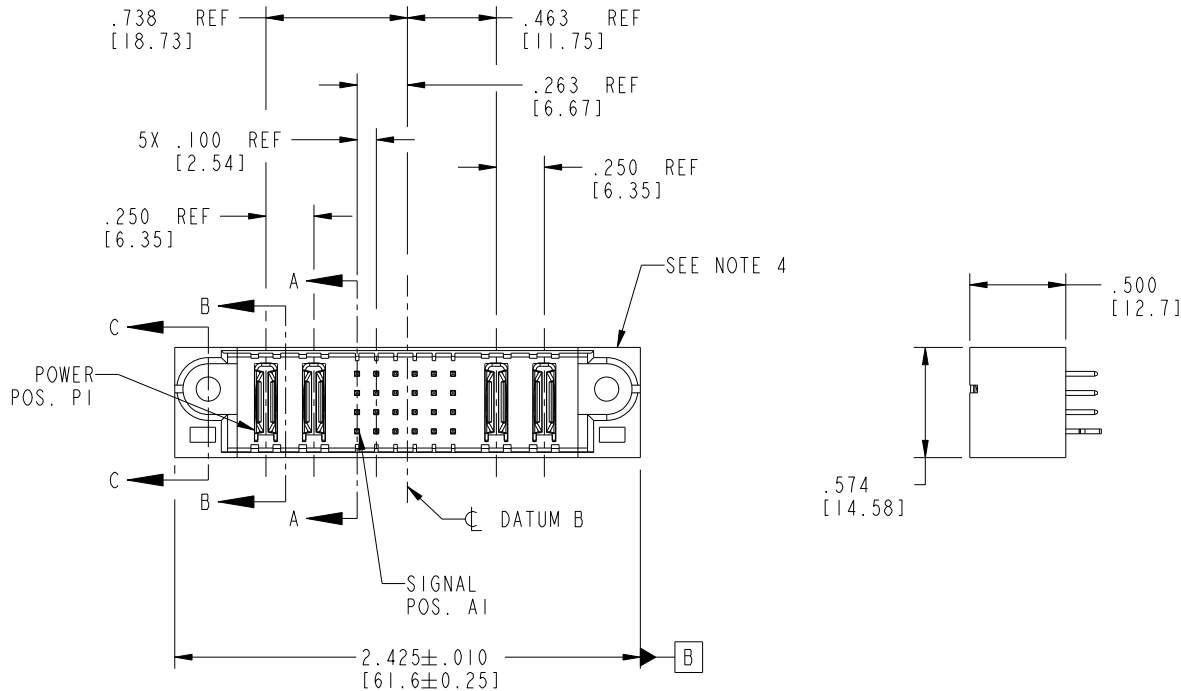 .738 REF
[18.73]
.463 REF
[11.75]
.263 REF
[6.67]
5X .100 REF
[2.54]
.250 REF
[6.35]
.250 REF
[6.35]
A
SEE NOTE 4
B
C
.500
[12.7]
POWER
POS. P1
C
B
A
℄ DATUM B
.574
[14.58]
SIGNAL
POS. A1
2.425±.010
[61.6±0.25]
B